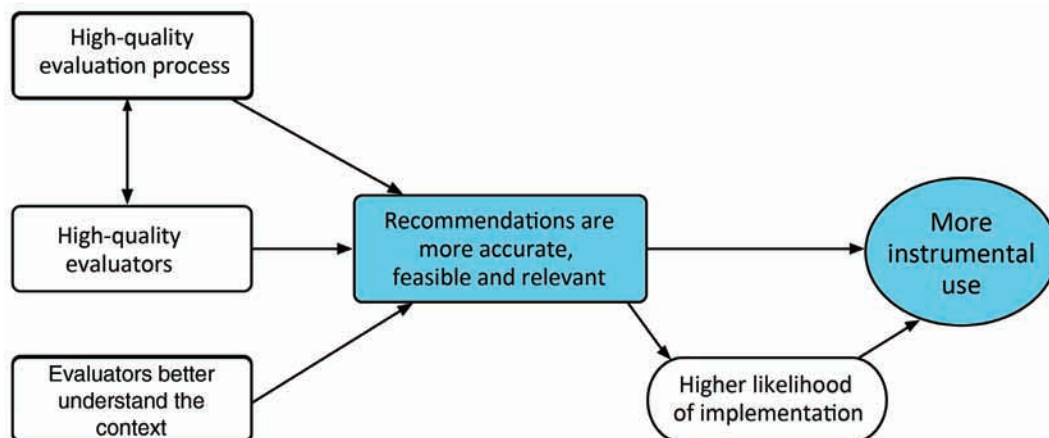 High-quality
evaluation process
High-quality
evaluators
Evaluators better
understand the
context
Recommendations are
more accurate,
feasible and relevant
Higher likelihood
of implementation
More
instrumental
use